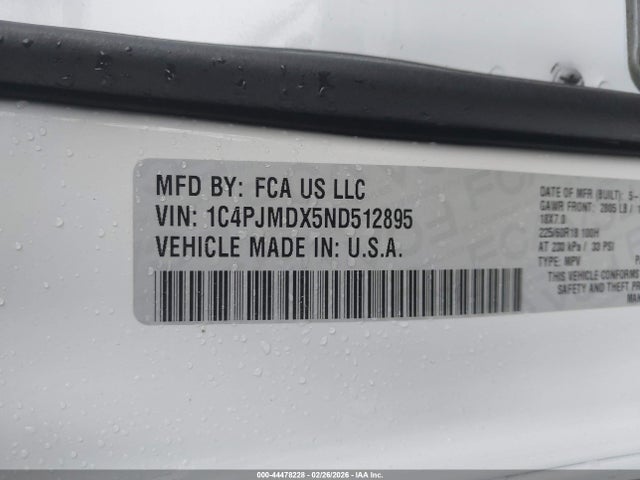 MFD BY: FCA US LLC
VIN: 1C4PJMDX5ND512895
VEHICLE MADE IN: U.S.A.
DATE OF MFR (BUILT): 5-
GAWR FRONT: 2805 LB /
18X7.0
225/60R18 100H
AT 230 kPa / 33 PSI
TYPE: MPV
THIS VEHICLE CONFORMS
SAFETY AND THEFT
000-44478228 - 02/26/2026 - IAA Inc.